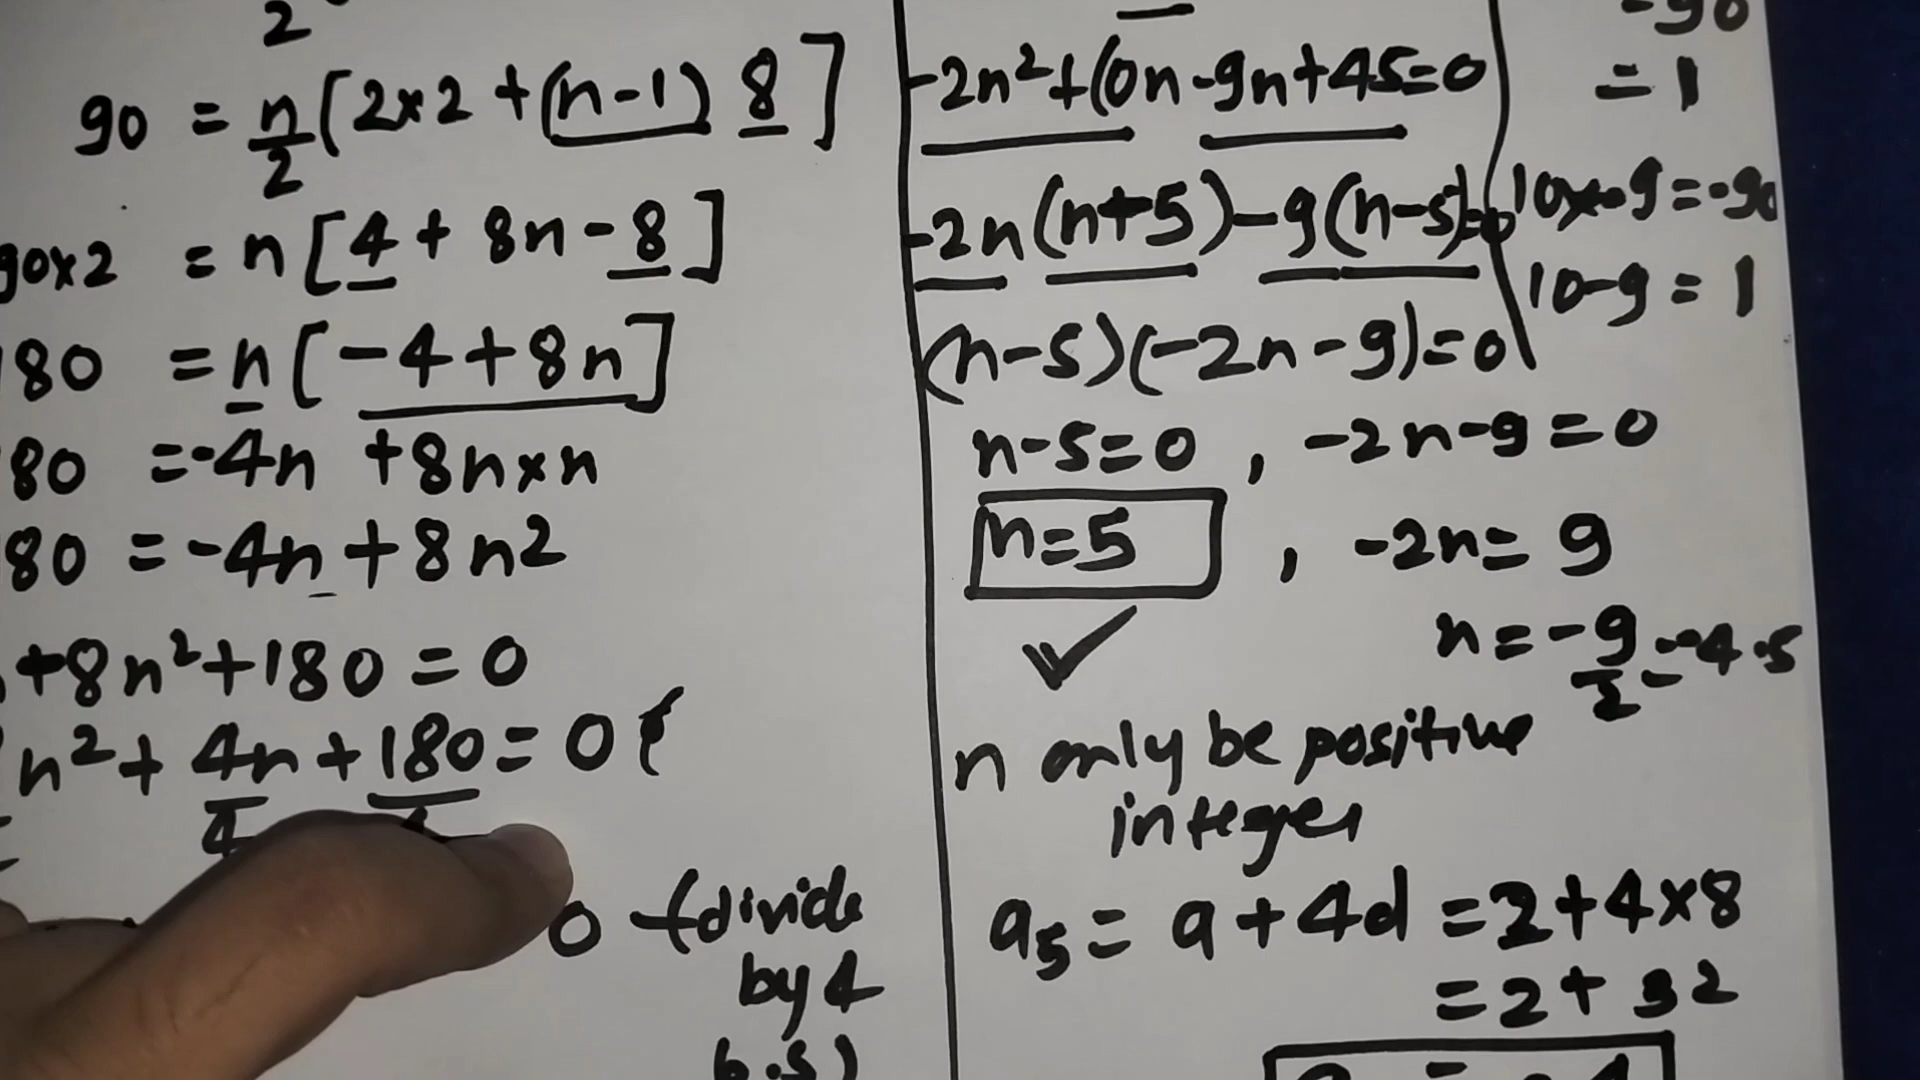 2
90 = n/2 [2×2 + (n-1) 8]
90×2 = n[4 + 8n - 8]
180 = n[-4+8n]
80 = -4n + 8n×n
80 = -4n + 8n2
+8n²+180 = 0
n² + 4n/4 + 180 = 0 (
0 (divide
by 4
b.s)
-2n²+10n-9n+45=0
-2n(n+5)-9(n-5)=0
(n-5)(-2n-9)=0
n-5=0 , -2n-9=0
n=5 , -2n= 9
n = -9/2 = -4.5
n only be positive
integer
a5 = a + 4d = 2+4×8
= 2 + 32
-90
= 1
10×-9=-90
10-9 = 1